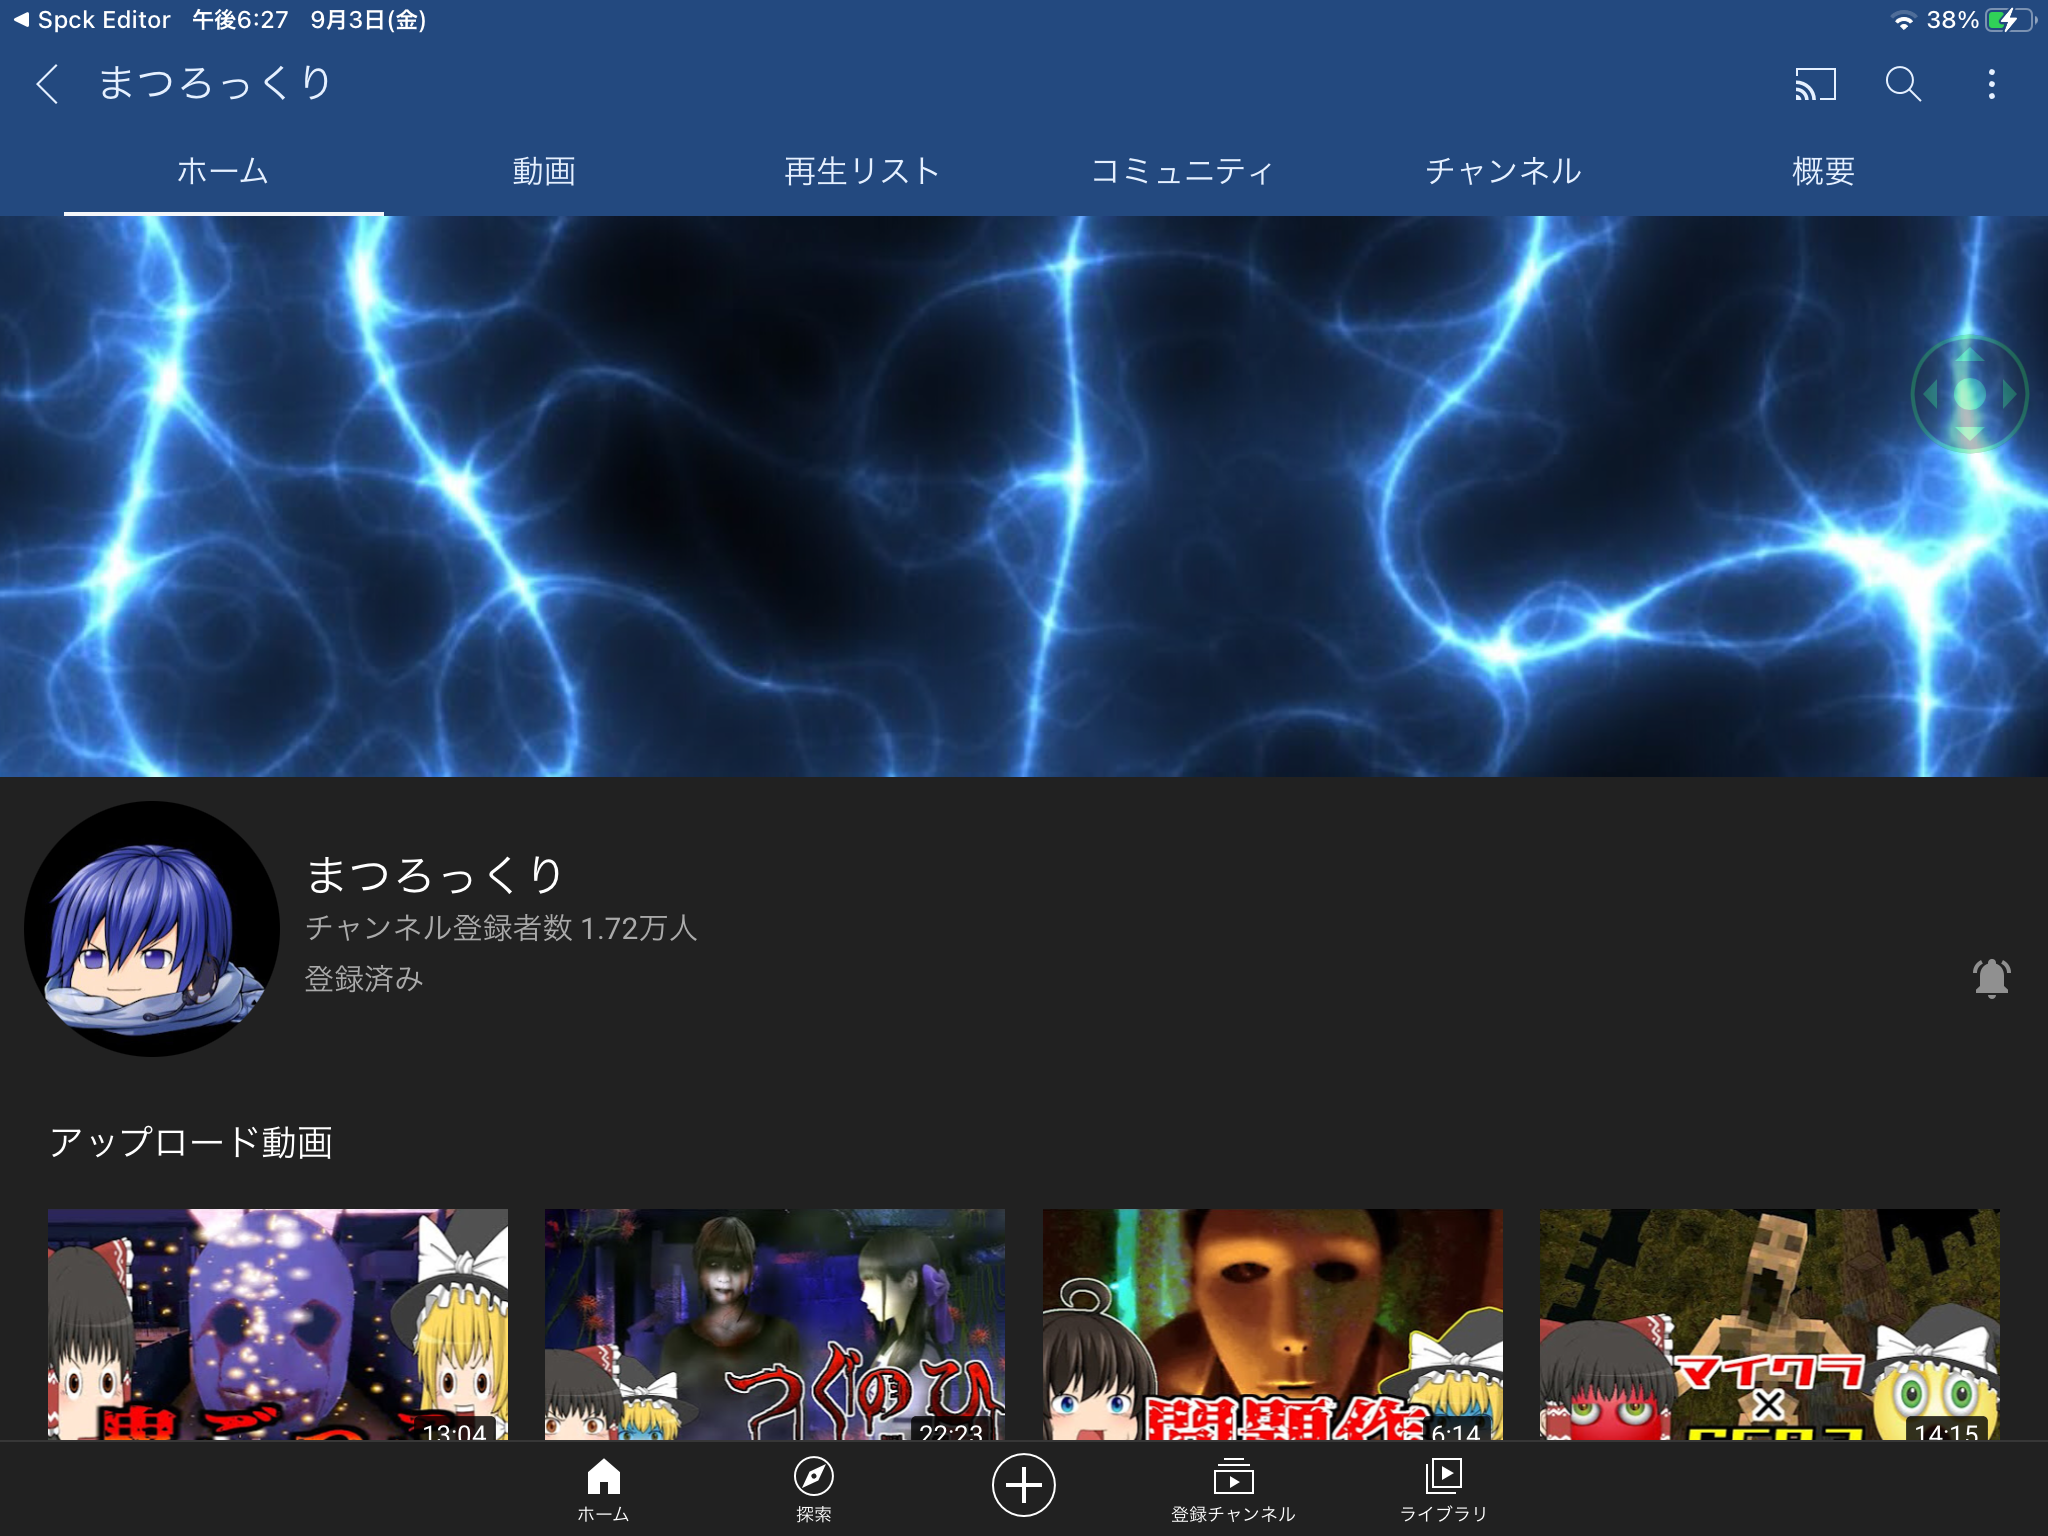 Spck Editor 午後6:27 9月3日(金) 38%
まつろっくり
ホーム 動画 再生リスト コミュニティ チャンネル 概要
まつろっくり
チャンネル登録者数 1.72万人
登録済み
アップロード動画
つぐのひ
問題作
マイクラ
×
13:04 22:23 6:14 14:15
ホーム 探索 登録チャンネル ライブラリ